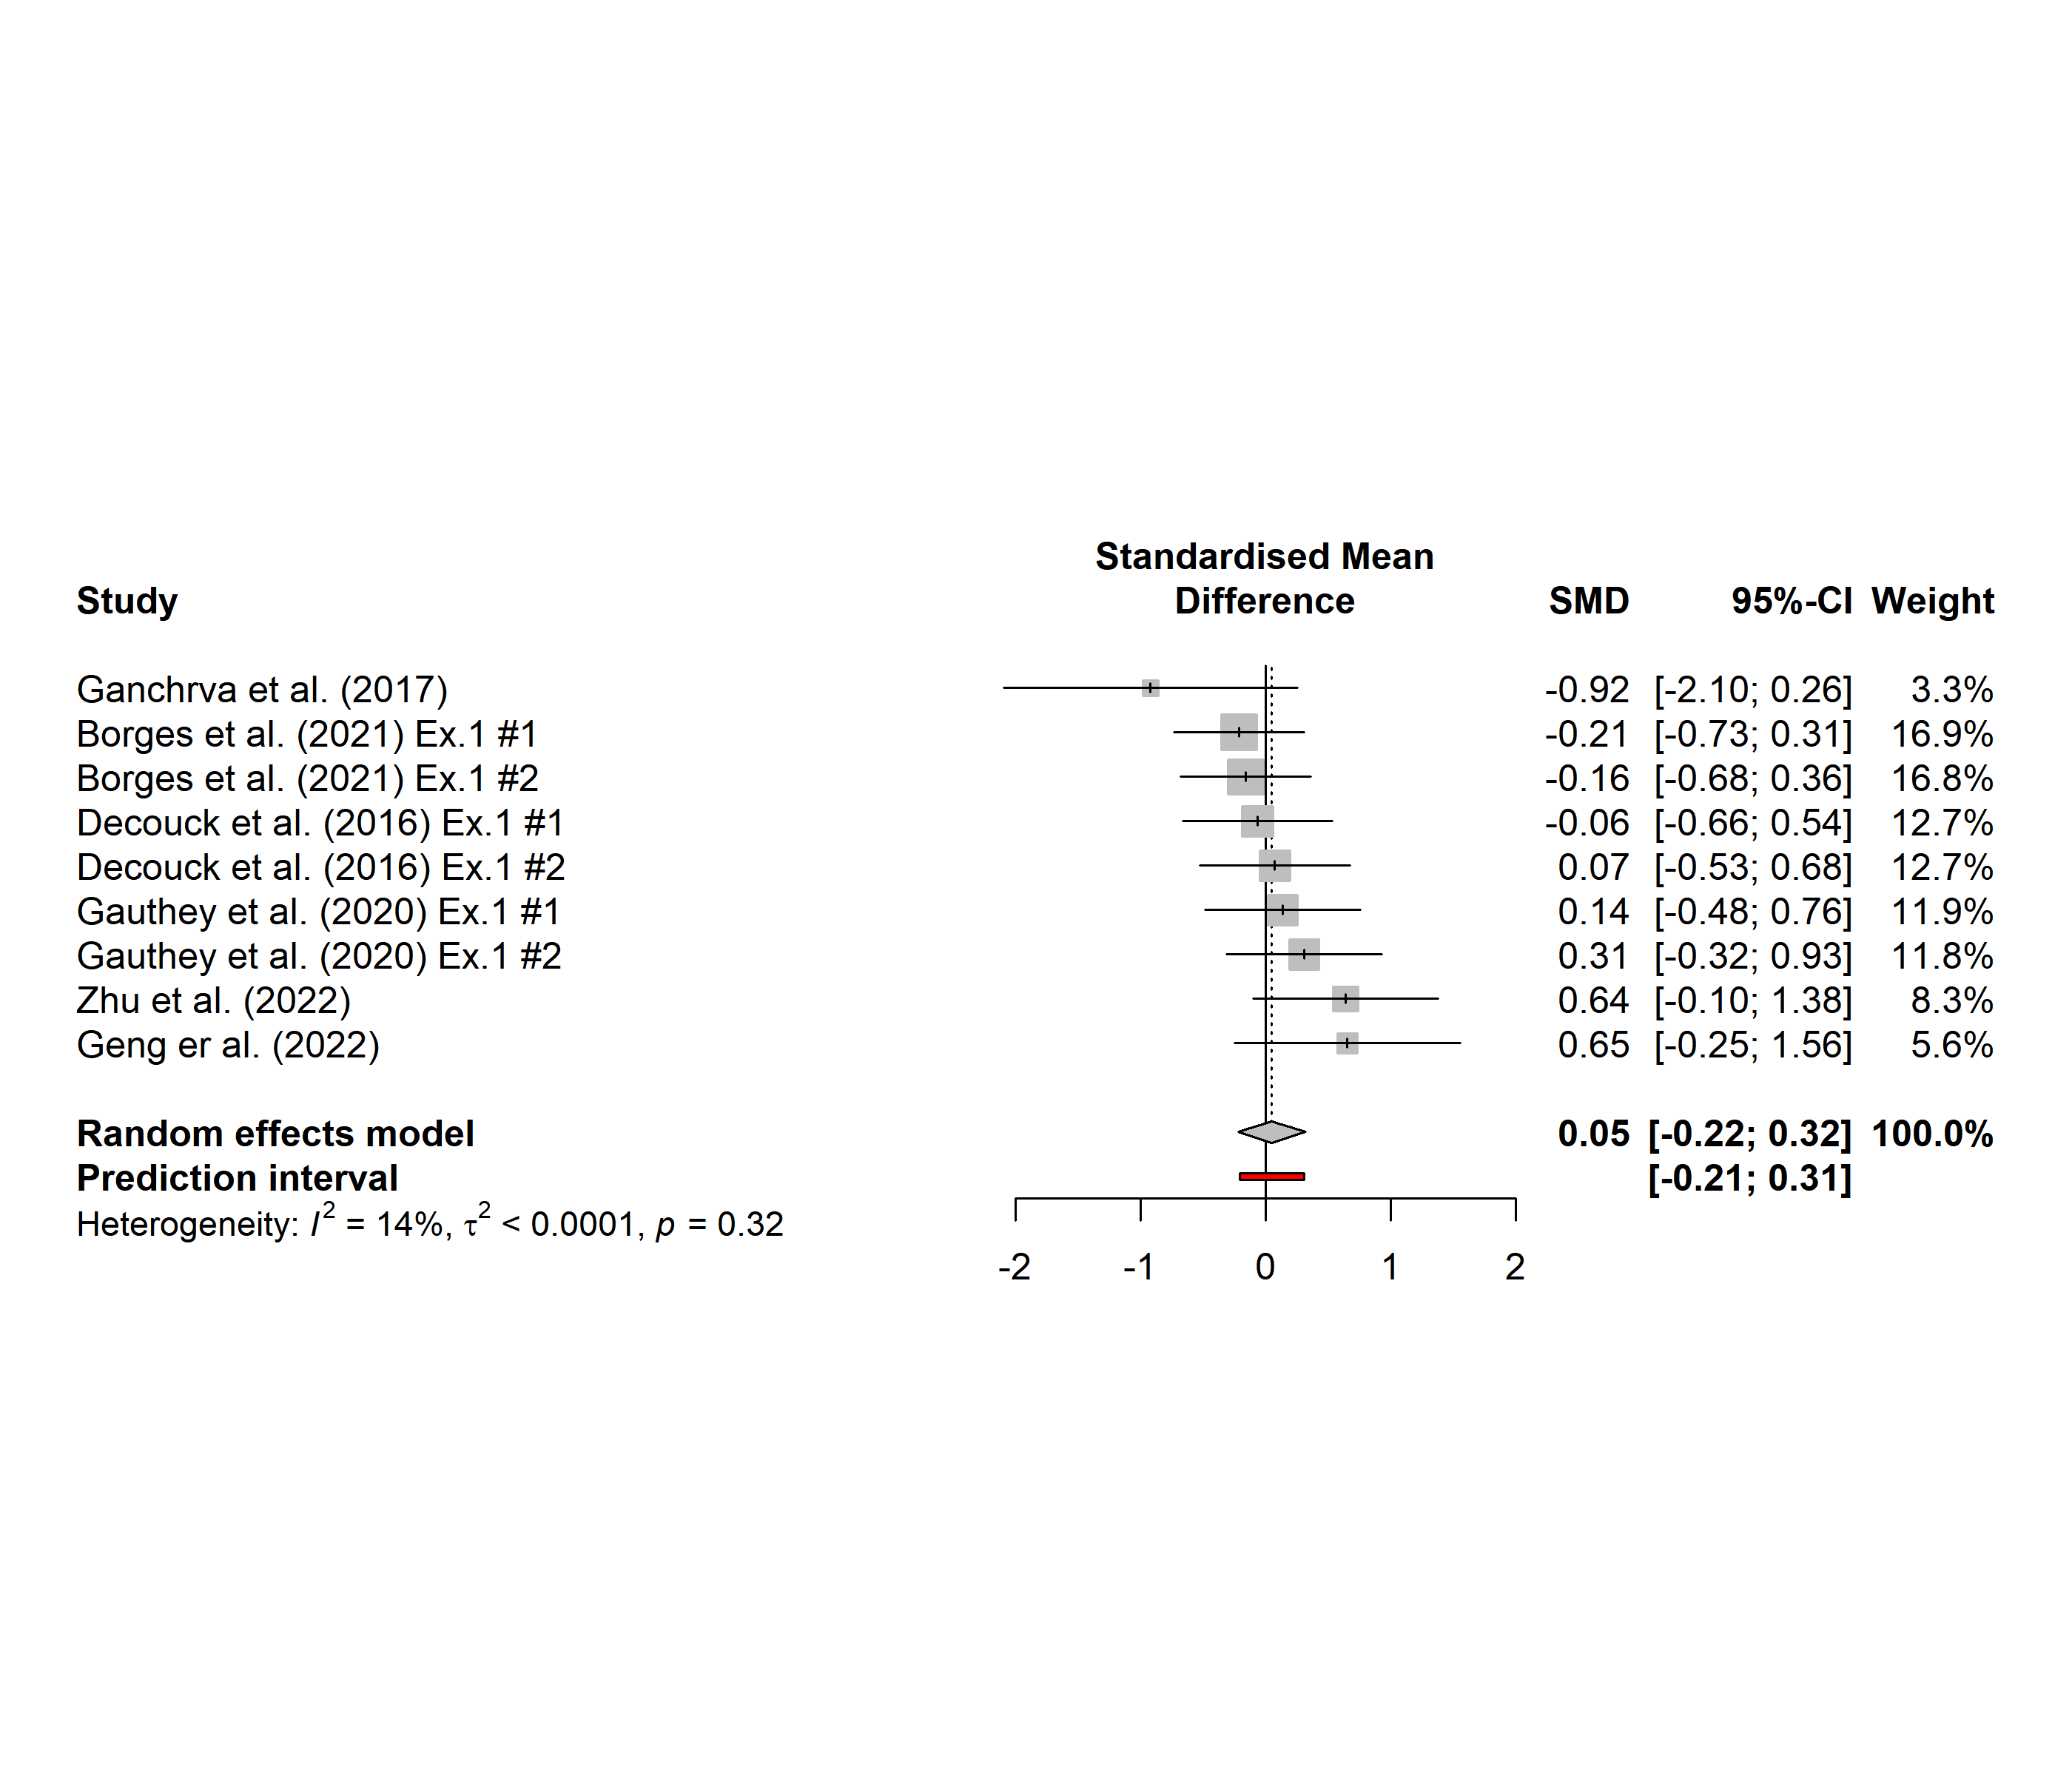 Standardised Mean
Study Difference SMD 95%-CI Weight
Ganchrva et al. (2017) -0.92 [-2.10; 0.26] 3.3%
Borges et al. (2021) Ex.1 #1 -0.21 [-0.73; 0.31] 16.9%
Borges et al. (2021) Ex.1 #2 -0.16 [-0.68; 0.36] 16.8%
Decouck et al. (2016) Ex.1 #1 -0.06 [-0.66; 0.54] 12.7%
Decouck et al. (2016) Ex.1 #2 0.07 [-0.53; 0.68] 12.7%
Gauthey et al. (2020) Ex.1 #1 0.14 [-0.48; 0.76] 11.9%
Gauthey et al. (2020) Ex.1 #2 0.31 [-0.32; 0.93] 11.8%
Zhu et al. (2022) 0.64 [-0.10; 1.38] 8.3%
Geng er al. (2022) 0.65 [-0.25; 1.56] 5.6%
Random effects model 0.05 [-0.22; 0.32] 100.0%
Prediction interval [-0.21; 0.31]
Heterogeneity: I² = 14%, τ² < 0.0001, p = 0.32
-2 -1 0 1 2